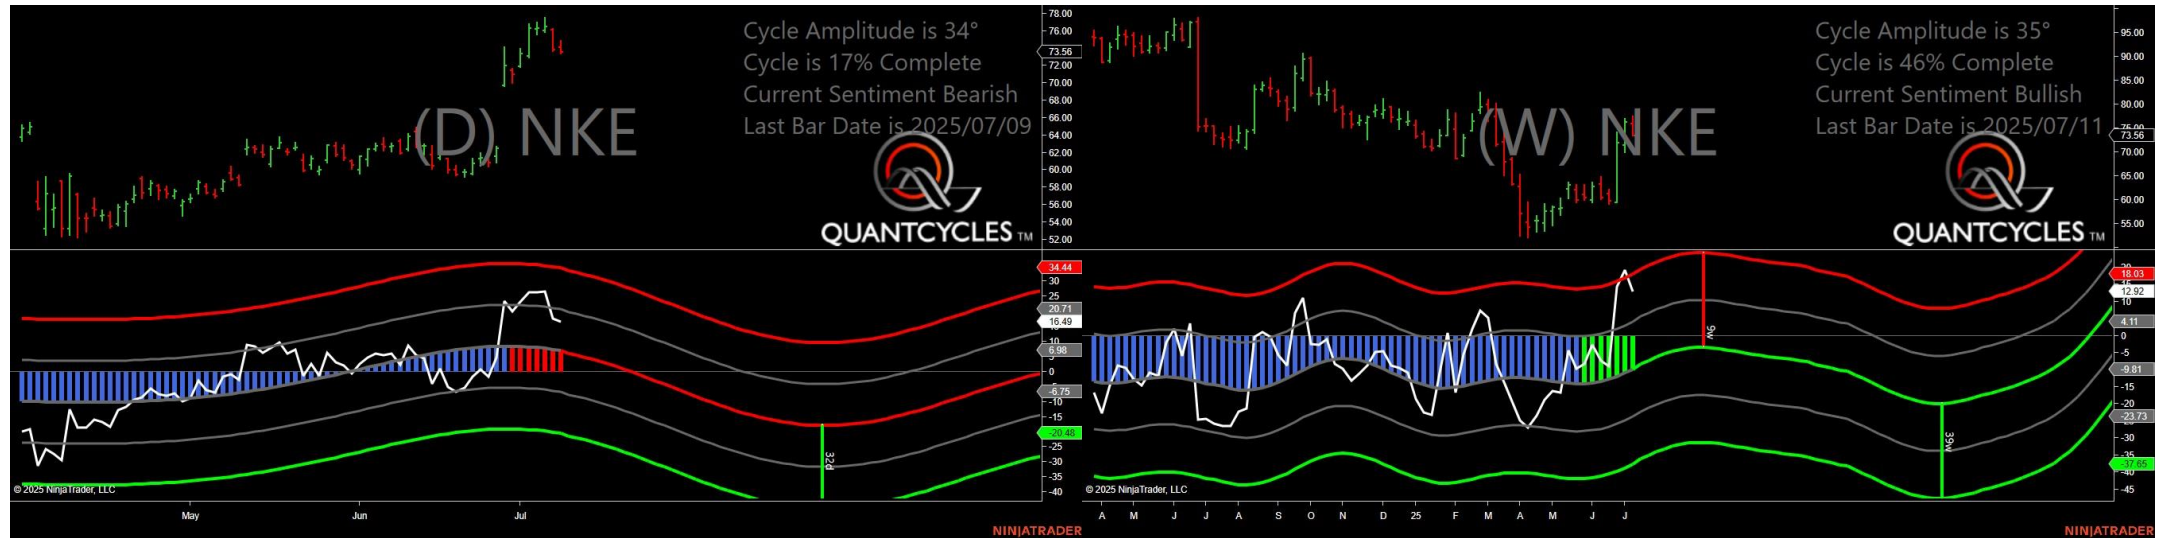 Cycle Amplitude is 34°
Cycle is 17% Complete
Current Sentiment Bearish
Last Bar Date is 2025/07/09
(D) NKE
QUANTCYCLES TM
78.00
76.00
73.56
72.00
70.00
68.00
66.00
64.00
62.00
60.00
58.00
56.00
54.00
52.00
34.44
30
25
20.71
16.49
10
6.98
0
-6.75
-10
-15
-20.48
-25
-30
-35
-40
32d
© 2025 NinjaTrader, LLC
May Jun Jul
NINJATRADER
Cycle Amplitude is 35°
Cycle is 46% Complete
Current Sentiment Bullish
Last Bar Date is 2025/07/11
(W) NKE
QUANTCYCLES TM
95.00
90.00
85.00
80.00
73.56
70.00
65.00
60.00
55.00
18.03
12.92
10
4.11
0
-5
-9.81
-15
-20
-23.73
-30
-35
-37.65
-45
9w
39w
© 2025 NinjaTrader, LLC
A M J J A S O N D 25 F M A M J J
NINJATRADER